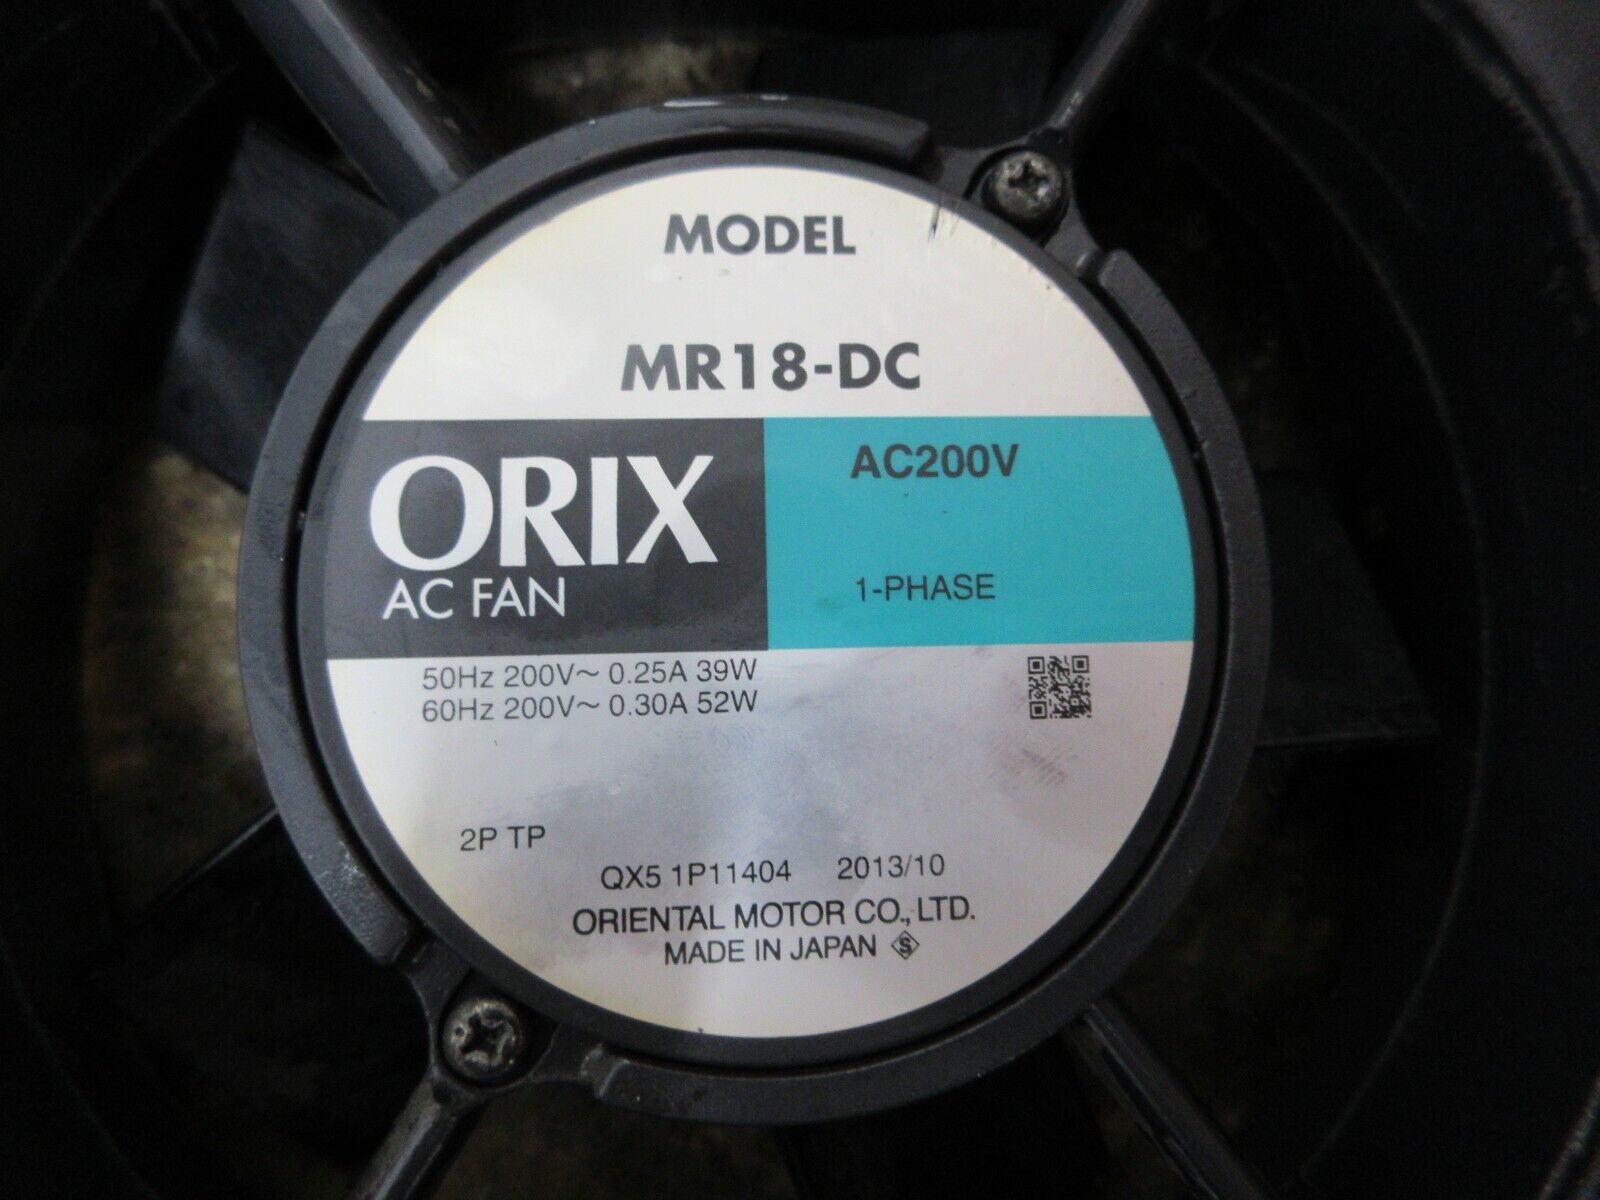 MODEL
MR18-DC
ORIX
AC FAN
AC200V
1-PHASE
50Hz 200V~ 0.25A 39W
60Hz 200V~ 0.30A 52W
2P TP
QX5 1P11404 2013/10
ORIENTAL MOTOR CO., LTD.
MADE IN JAPAN S